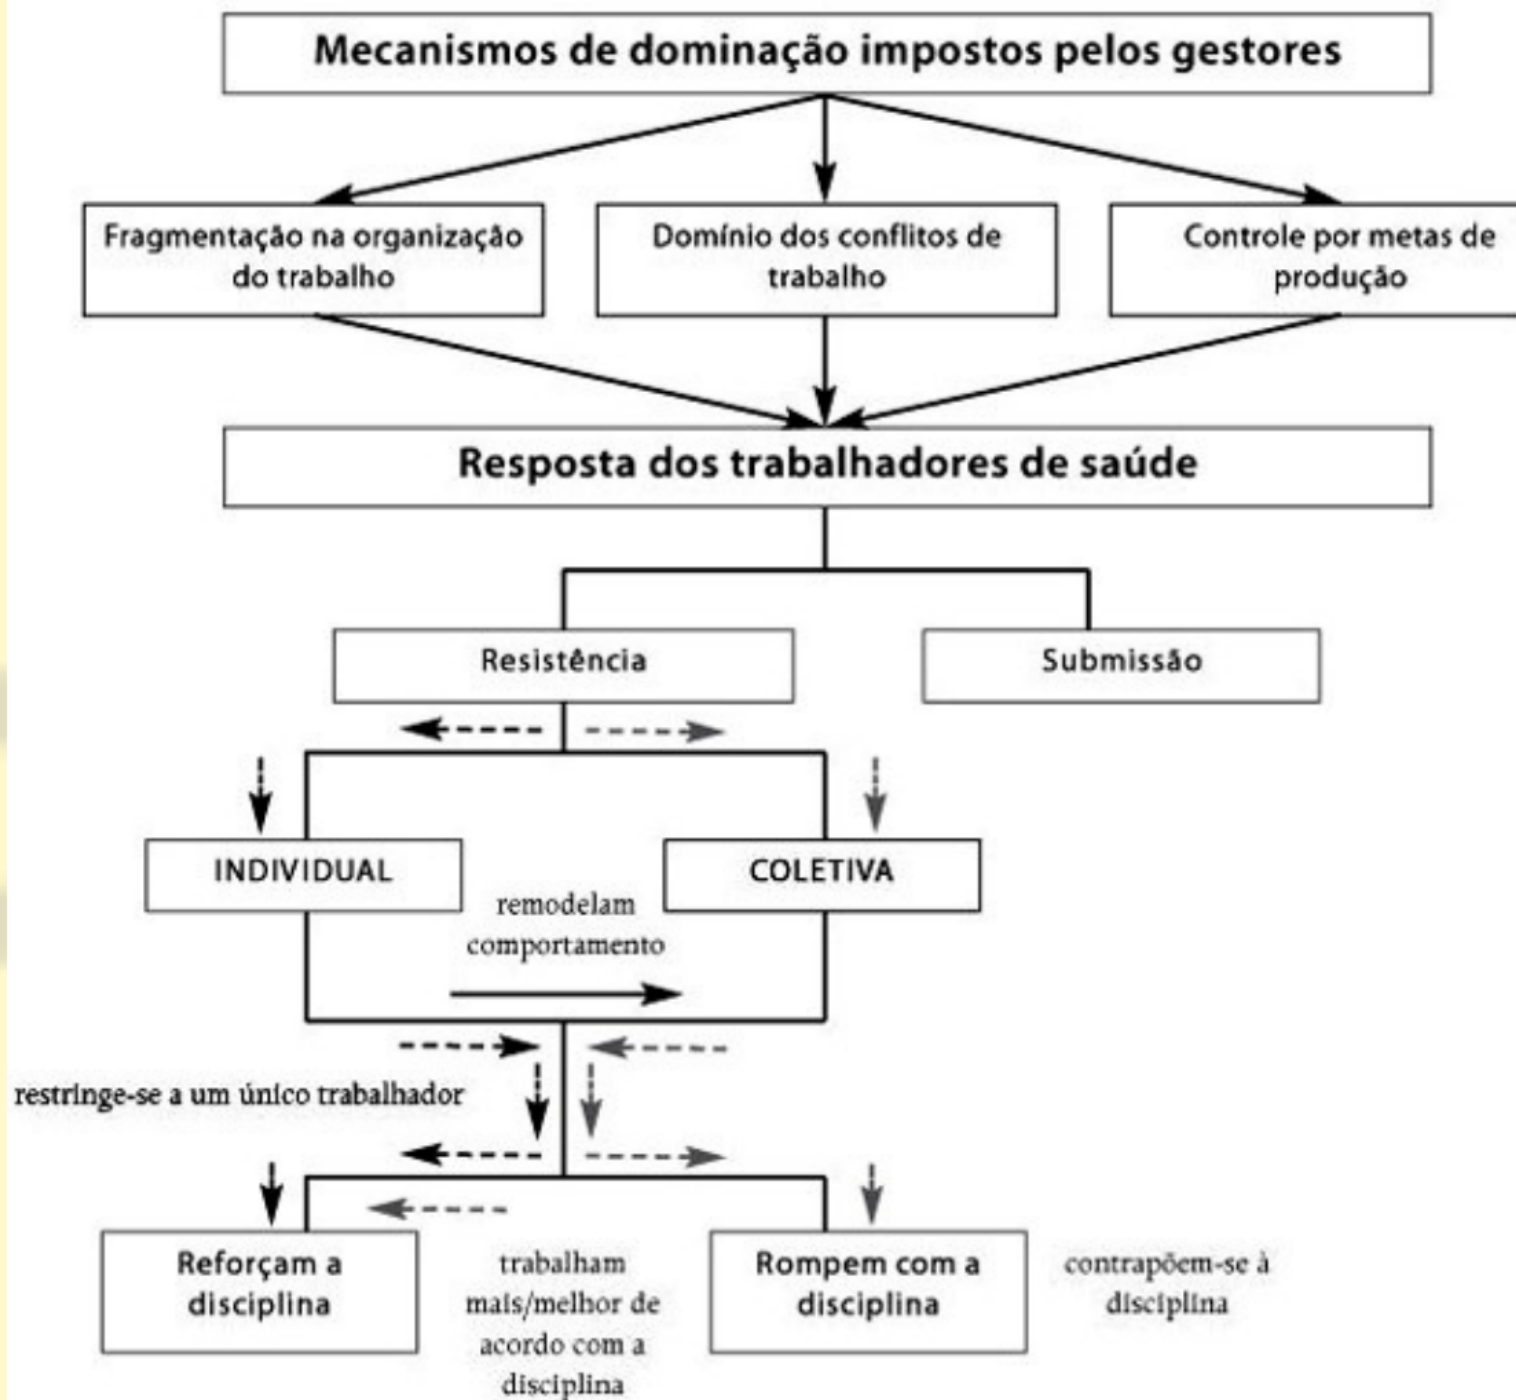 Mecanismos de dominação impostos pelos gestores
Fragmentação na organização
do trabalho
Domínio dos conflitos de
trabalho
Controle por metas de
produção
Resposta dos trabalhadores de saúde
Resistência
Submissão
INDIVIDUAL
COLETIVA
remodelam
comportamento
restringe-se a um único trabalhador
Reforçam a
disciplina
trabalham
mais/melhor de
acordo com a
disciplina
Rompem com a
disciplina
contrapõem-se à
disciplina